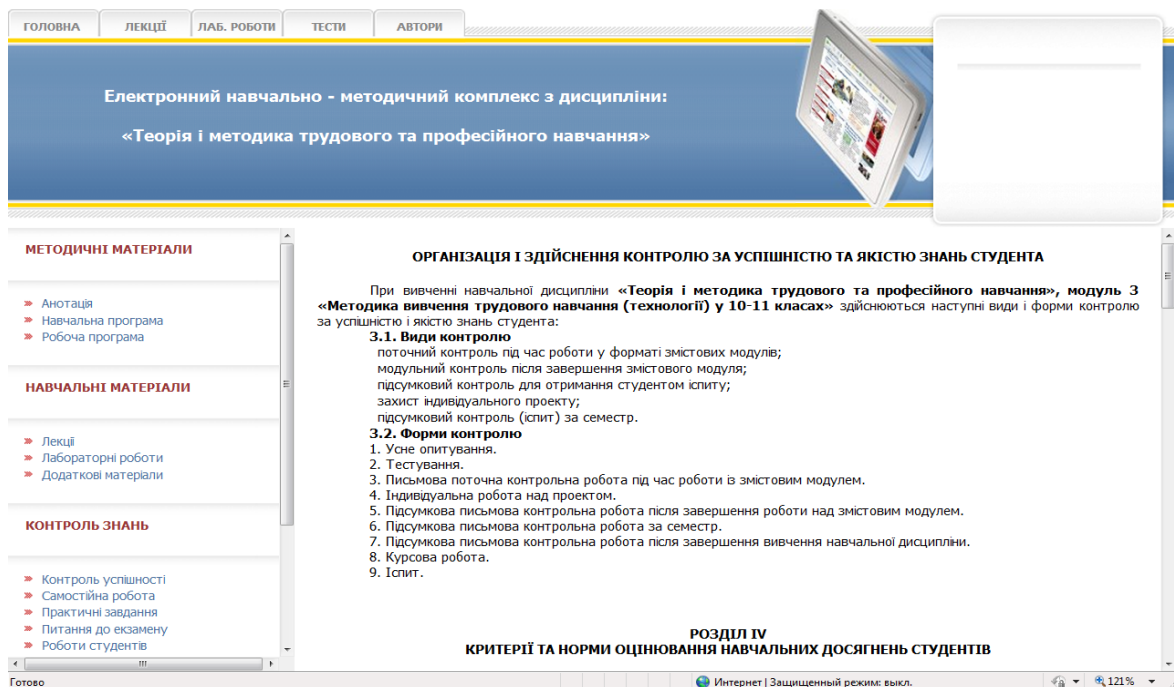 ГОЛОВНА
ЛЕКЦІЇ
ЛАБ. РОБОТИ
ТЕСТИ
АВТОРИ
Електронний навчально - методичний комплекс з дисципліни:
«Теорія і методика трудового та професійного навчання»
МЕТОДИЧНІ МАТЕРІАЛИ
Анотація
Навчальна програма
Робоча програма
НАВЧАЛЬНІ МАТЕРІАЛИ
Лекції
Лабораторні роботи
Додаткові матеріали
КОНТРОЛЬ ЗНАНЬ
Контроль успішності
Самостійна робота
Практичні завдання
Питання до екзамену
Роботи студентів
ОРГАНІЗАЦІЯ І ЗДІЙСНЕННЯ КОНТРОЛЮ ЗА УСПІШНІСТЮ ТА ЯКІСТЮ ЗНАНЬ СТУДЕНТА
При вивченні навчальної дисципліни «Теорія і методика трудового та професійного навчання», модуль 3
«Методика вивчення трудового навчання (технології) у 10-11 класах» здійснюються наступні види і форми контролю
за успішністю і якістю знань студента:
3.1. Види контролю
поточний контроль під час роботи у форматі змістових модулів;
модульний контроль після завершення змістового модуля;
підсумковий контроль для отримання студентом іспиту;
захист індивідуального проекту;
підсумковий контроль (іспит) за семестр.
3.2. Форми контролю
1. Усне опитування.
2. Тестування.
3. Письмова поточна контрольна робота під час роботи із змістовим модулем.
4. Індивідуальна робота над проектом.
5. Підсумкова письмова контрольна робота після завершення роботи над змістовим модулем.
6. Підсумкова письмова контрольна робота за семестр.
7. Підсумкова письмова контрольна робота після завершення вивчення навчальної дисципліни.
8. Курсова робота.
9. Іспит.
РОЗДІЛ IV
КРИТЕРІЇ ТА НОРМИ ОЦІНЮВАННЯ НАВЧАЛЬНИХ ДОСЯГНЕНЬ СТУДЕНТІВ
Готово
Интернет | Защищенный режим: выкл.
121%